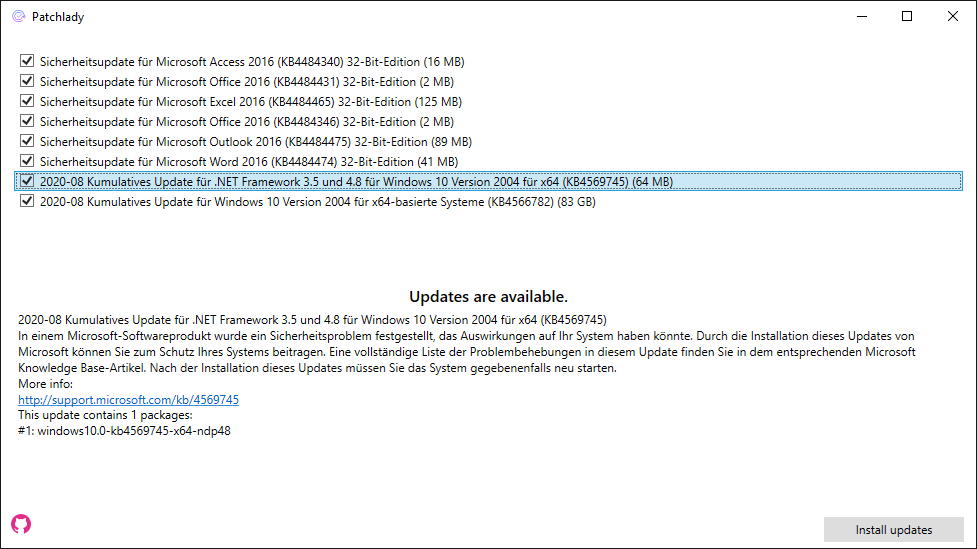 Patchlady
Sicherheitsupdate für Microsoft Access 2016 (KB4484340) 32-Bit-Edition (16 MB)
Sicherheitsupdate für Microsoft Office 2016 (KB4484431) 32-Bit-Edition (2 MB)
Sicherheitsupdate für Microsoft Excel 2016 (KB4484465) 32-Bit-Edition (125 MB)
Sicherheitsupdate für Microsoft Office 2016 (KB4484346) 32-Bit-Edition (2 MB)
Sicherheitsupdate für Microsoft Outlook 2016 (KB4484475) 32-Bit-Edition (89 MB)
Sicherheitsupdate für Microsoft Word 2016 (KB4484474) 32-Bit-Edition (41 MB)
2020-08 Kumulatives Update für .NET Framework 3.5 und 4.8 für Windows 10 Version 2004 für x64 (KB4569745) (64 MB)
2020-08 Kumulatives Update für Windows 10 Version 2004 für x64-basierte Systeme (KB4566782) (83 GB)
Updates are available.
2020-08 Kumulatives Update für .NET Framework 3.5 und 4.8 für Windows 10 Version 2004 für x64 (KB4569745)
In einem Microsoft-Softwareprodukt wurde ein Sicherheitsproblem festgestellt, das Auswirkungen auf Ihr System haben könnte. Durch die Installation dieses Updates von
Microsoft können Sie zum Schutz Ihres Systems beitragen. Eine vollständige Liste der Problembehebungen in diesem Update finden Sie in dem entsprechenden Microsoft
Knowledge Base-Artikel. Nach der Installation dieses Updates müssen Sie das System gegebenenfalls neu starten.
More info:
http://support.microsoft.com/kb/4569745
This update contains 1 packages:
#1: windows10.0-kb4569745-x64-ndp48
Install updates